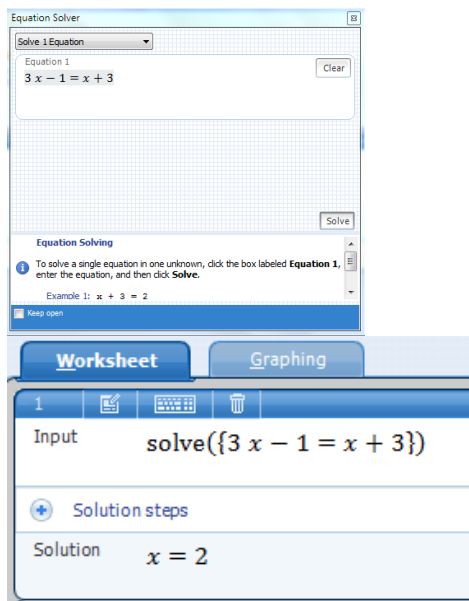 Equation Solver
Solve 1 Equation
Equation 1
Clear
3 x − 1 = x + 3
Solve
Equation Solving
To solve a single equation in one unknown, click the box labeled Equation 1,
enter the equation, and then click Solve.
Example 1: x + 3 = 2
Keep open
Worksheet
Graphing
1
Input
solve({3 x − 1 = x + 3})
Solution steps
Solution
x = 2